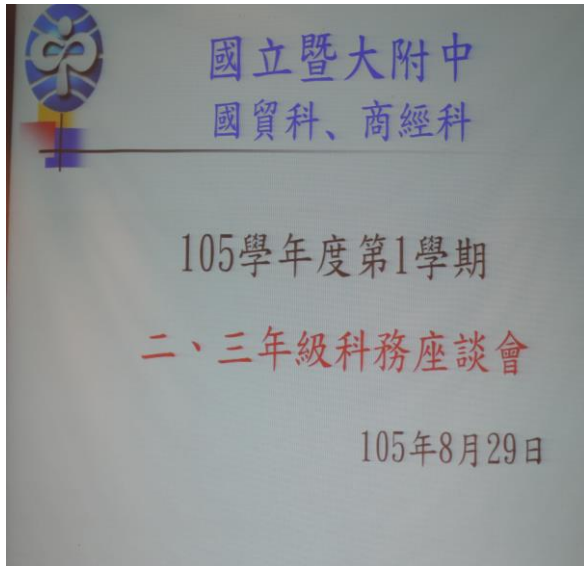 國立暨大附中
國貿科、商經科
105學年度第1學期
二、三年級科務座談會
105年8月29日